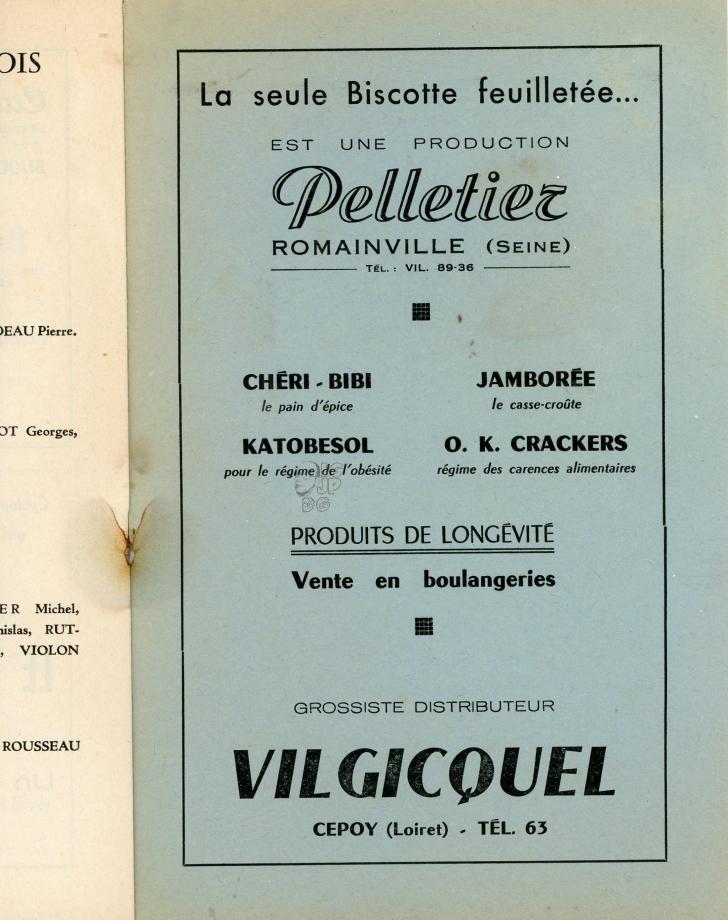 OIS
DEAU Pierre.
OT Georges,
ER Michel,
nislas, RUT-
, VIOLON
ROUSSEAU
La seule Biscotte feuilletée...
EST UNE PRODUCTION
Pelletier
ROMAINVILLE (SEINE)
TÉL. : VIL. 89-36
CHÉRI - BIBI
le pain d'épice
JAMBORÉE
le casse-croûte
KATOBESOL
pour le régime de l'obésité
O. K. CRACKERS
régime des carences alimentaires
PRODUITS DE LONGÉVITÉ
Vente en boulangeries
GROSSISTE DISTRIBUTEUR
VILGICQUEL
CEPOY (Loiret) - TÉL. 63